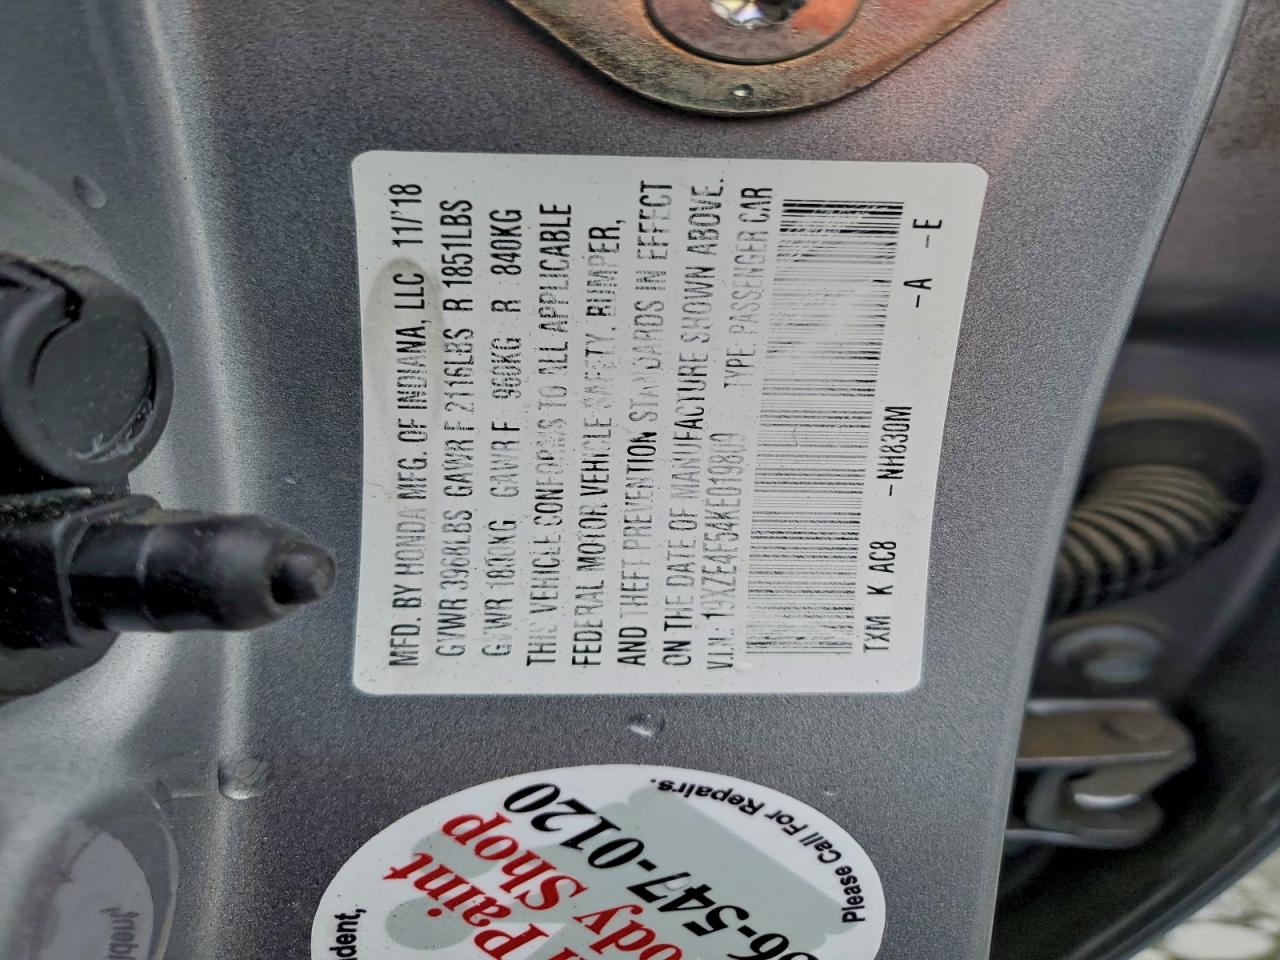 MFD. BY HONDA MFG. OF INDIANA, LLC 11/'18
GVWR 3968LBS GAWR F 2116LBS R 1851LBS
GVWR 1800KG GAWR F 960KG R 840KG
THIS VEHICLE CONFORMS TO ALL APPLICABLE
FEDERAL MOTOR VEHICLE SAFETY, BUMPER,
AND THEFT PREVENTION STANDARDS IN EFFECT
ON THE DATE OF MANUFACTURE SHOWN ABOVE.
V.I.N. 19XZE4F54KE019809 TYPE PASSENGER CAR
TXM K AC8 -NH830M -A -E
Paint
Body Shop
6-547-0120
Please Call For Repairs.